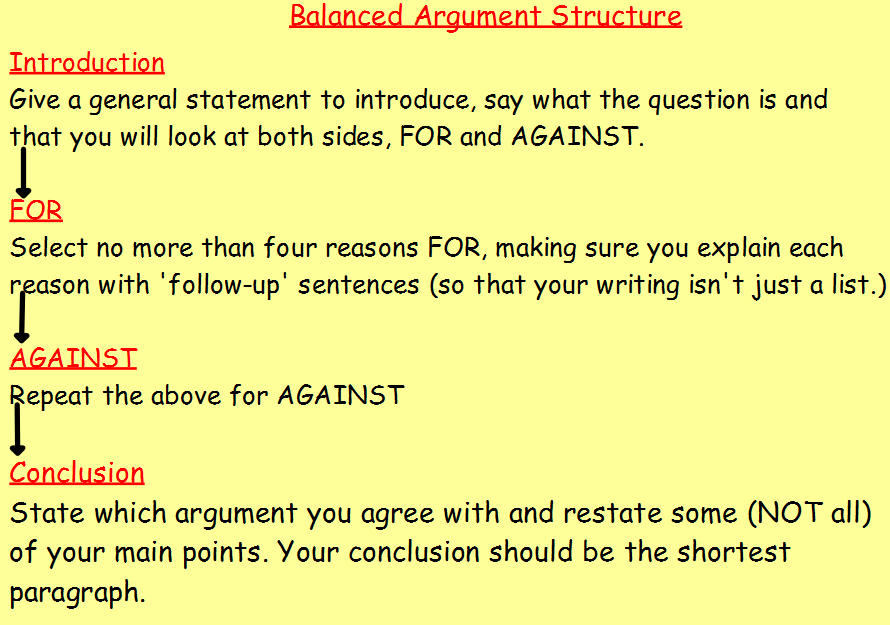 Balanced Argument Structure
Introduction
Give a general statement to introduce, say what the question is and
that you will look at both sides, FOR and AGAINST.
FOR
Select no more than four reasons FOR, making sure you explain each
reason with 'follow-up' sentences (so that your writing isn't just a list.)
AGAINST
Repeat the above for AGAINST
Conclusion
State which argument you agree with and restate some (NOT all)
of your main points. Your conclusion should be the shortest
paragraph.